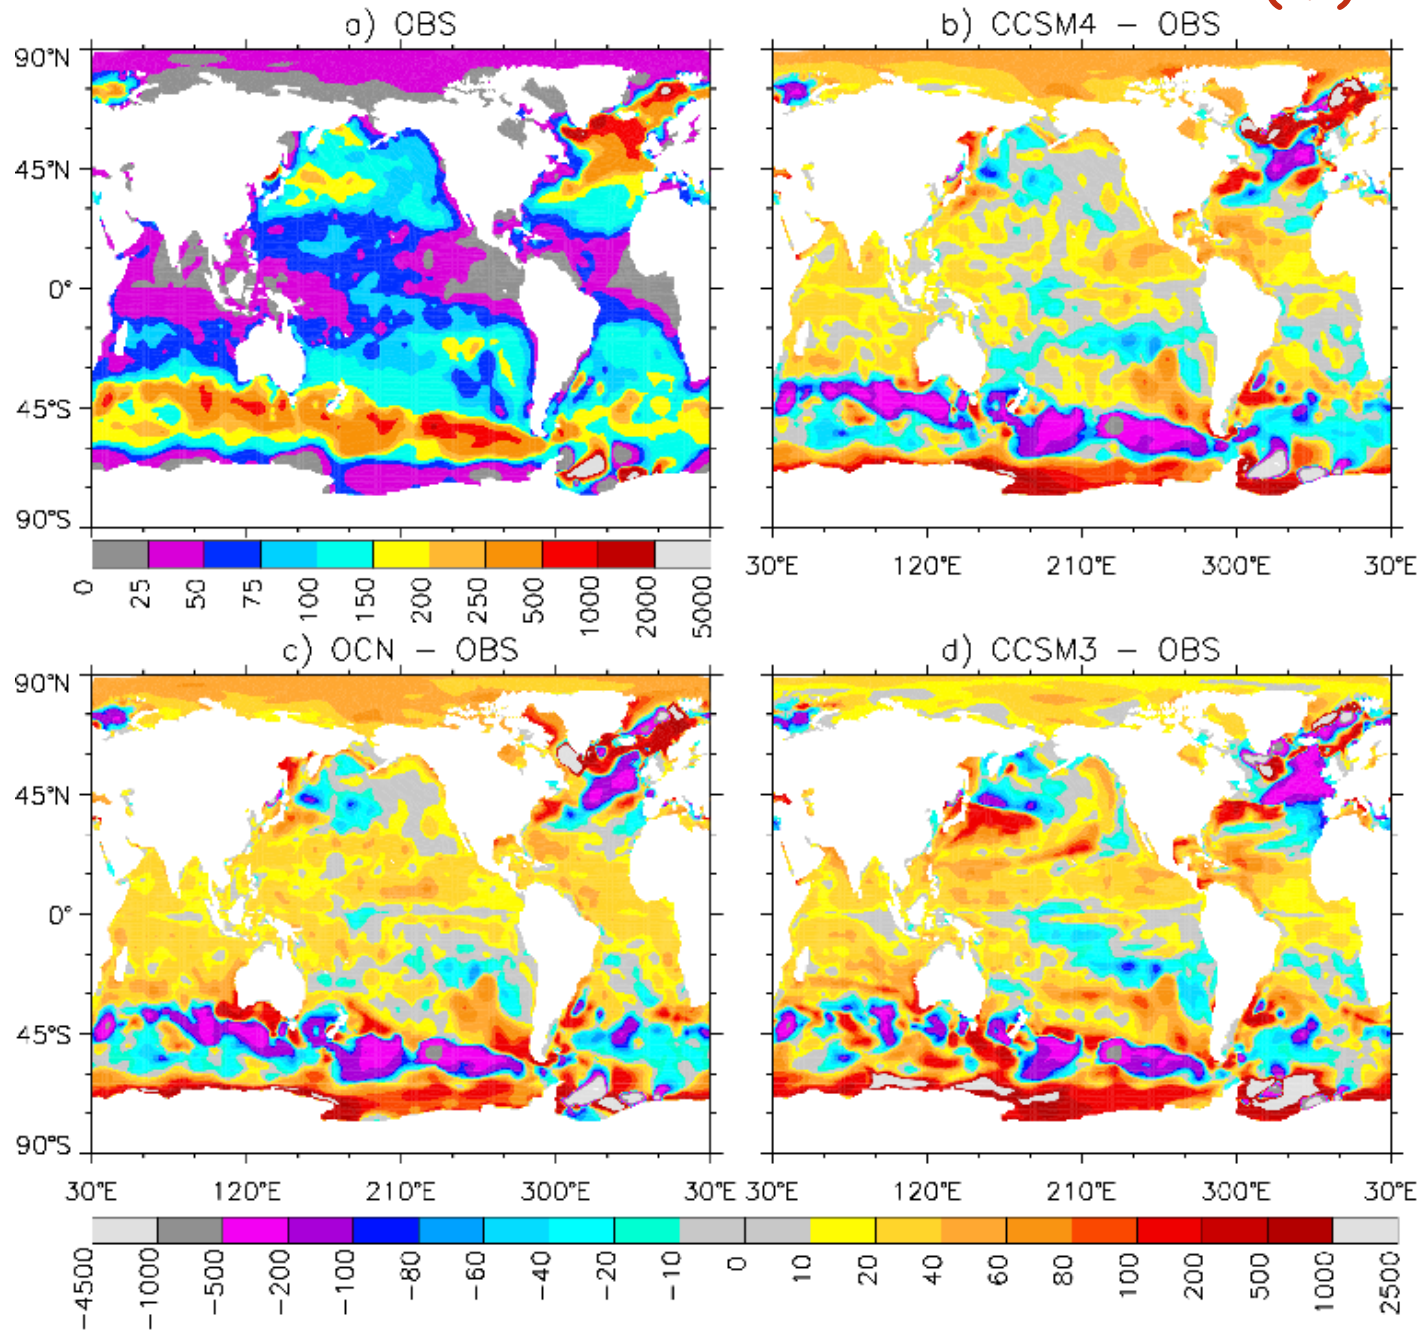 a) OBS
b) CCSM4 – OBS
90°N
45°N
0°
45°S
90°S
0 25 50 75 100 150 200 250 500 1000 2000 5000
30°E 120°E 210°E 300°E 30°E
c) OCN – OBS
d) CCSM3 – OBS
90°N
45°N
0°
45°S
90°S
30°E 120°E 210°E 300°E 30°E 30°E 120°E 210°E 300°E 30°E
−4500 −1000 −500 −200 −100 −80 −60 −40 −20 −10 0 10 20 40 60 80 100 200 500 1000 2500